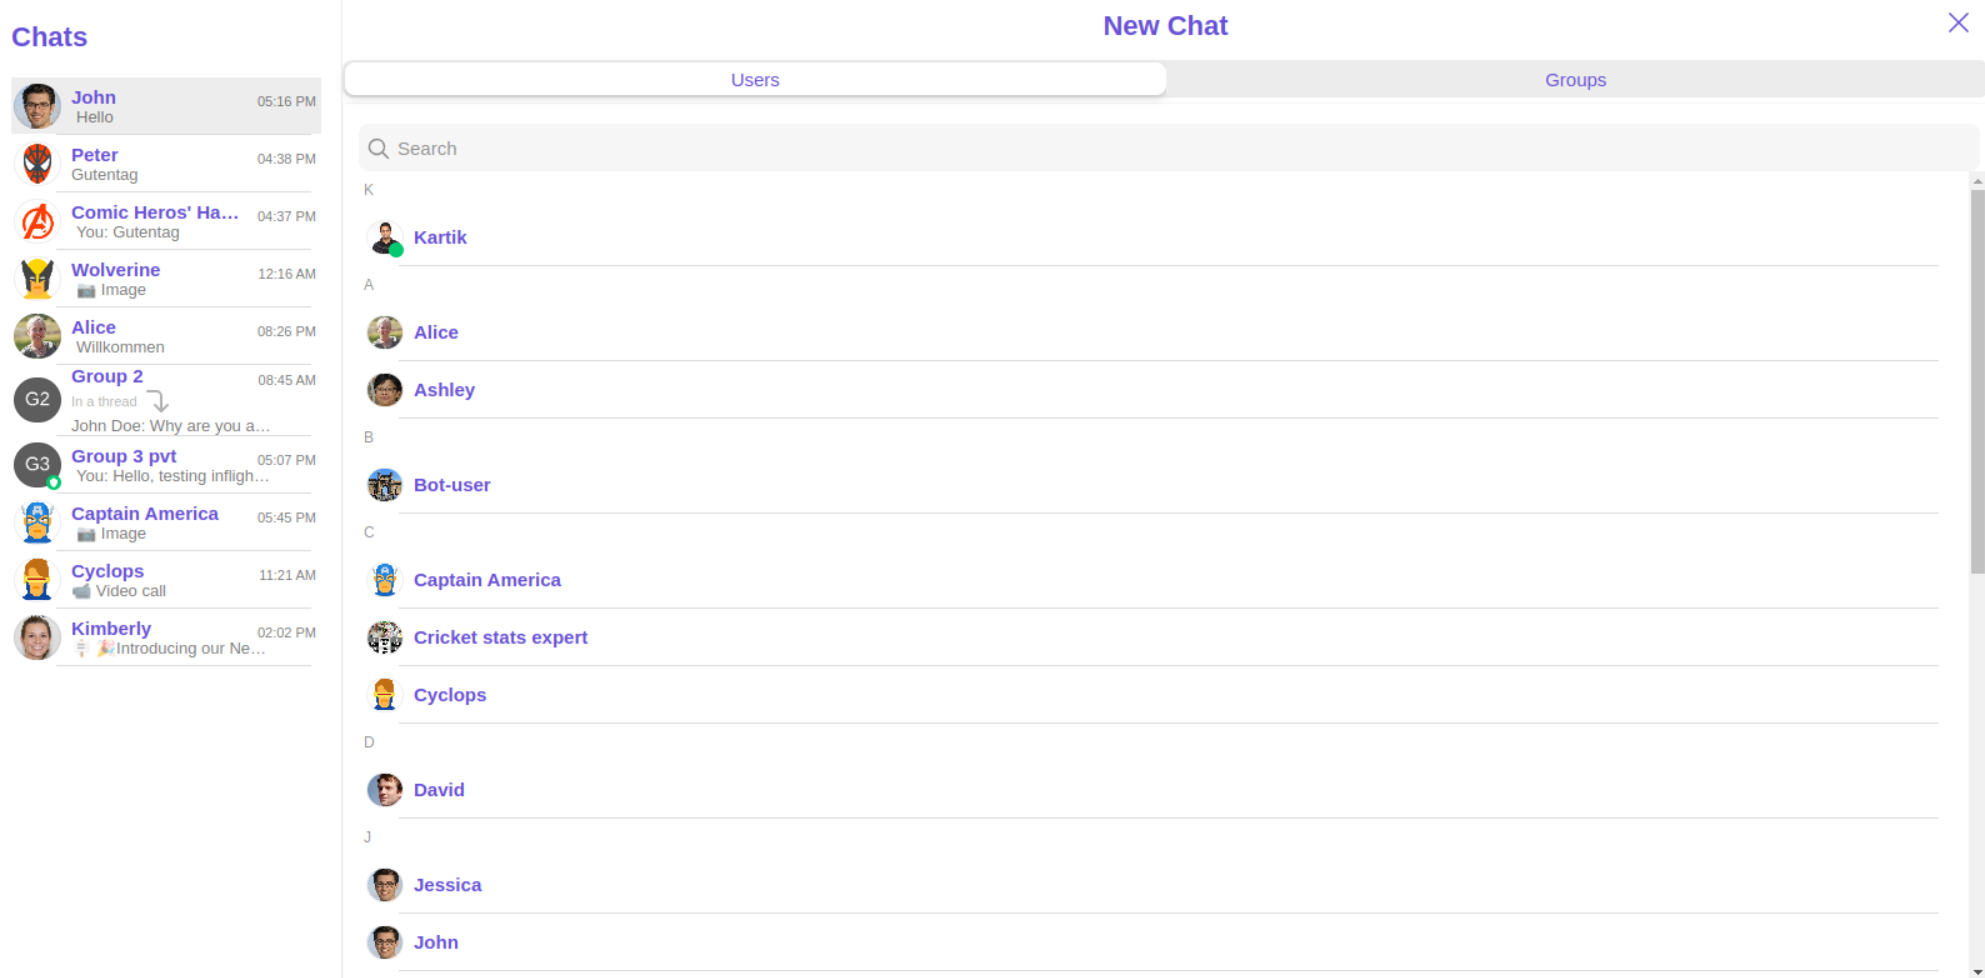 Chats
John
05:16 PM
Hello
Peter
04:38 PM
Gutentag
Comic Heros' Ha...
04:37 PM
You: Gutentag
Wolverine
12:16 AM
📷 Image
Alice
08:26 PM
Willkommen
G2
Group 2
08:45 AM
In a thread
John Doe: Why are you a...
G3
Group 3 pvt
05:07 PM
You: Hello, testing infligh...
Captain America
05:45 PM
📷 Image
Cyclops
11:21 AM
📹 Video call
Kimberly
02:02 PM
🪧 🎉Introducing our Ne...
New Chat
Users
Groups
Search
K
Kartik
A
Alice
Ashley
B
Bot-user
C
Captain America
Cricket stats expert
Cyclops
D
David
J
Jessica
John